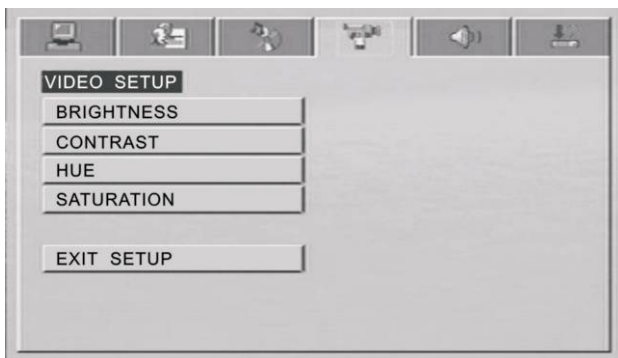 VIDEO SETUP
BRIGHTNESS
CONTRAST
HUE
SATURATION
EXIT SETUP